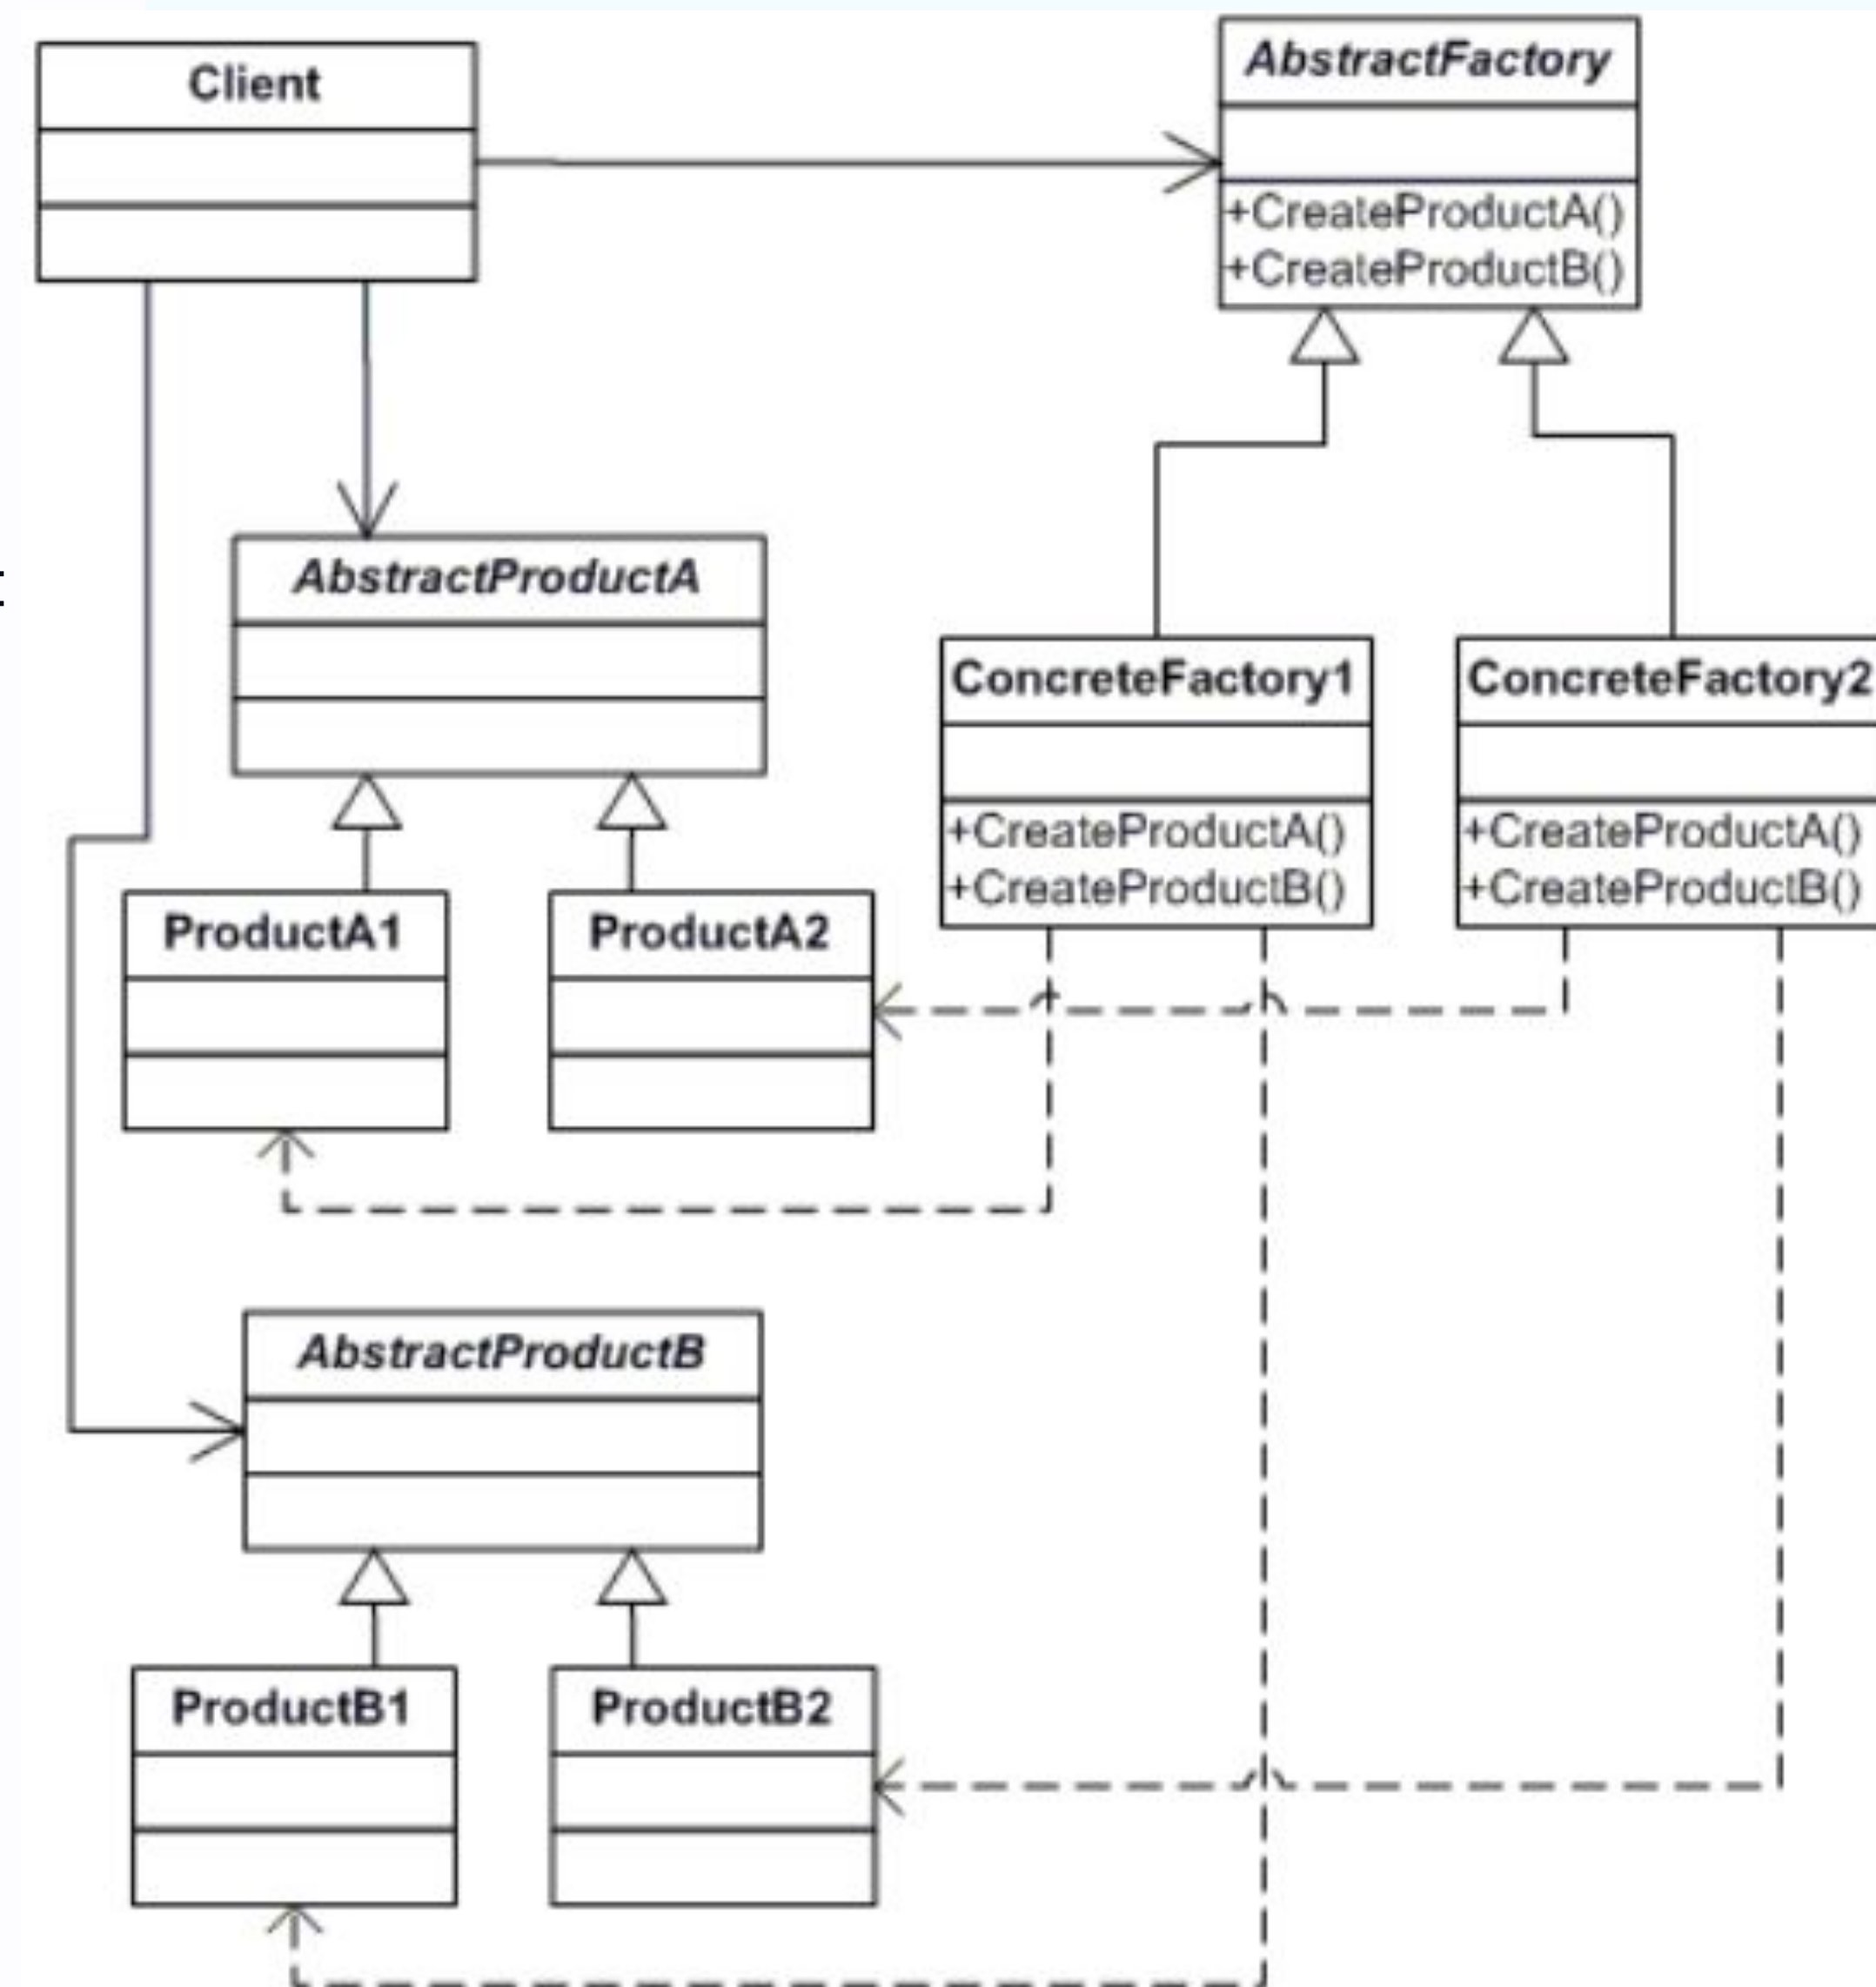 Client
AbstractFactory
+CreateProductA()
+CreateProductB()
AbstractProductA
ConcreteFactory1
+CreateProductA()
+CreateProductB()
ConcreteFactory2
+CreateProductA()
+CreateProductB()
ProductA1
ProductA2
AbstractProductB
ProductB1
ProductB2